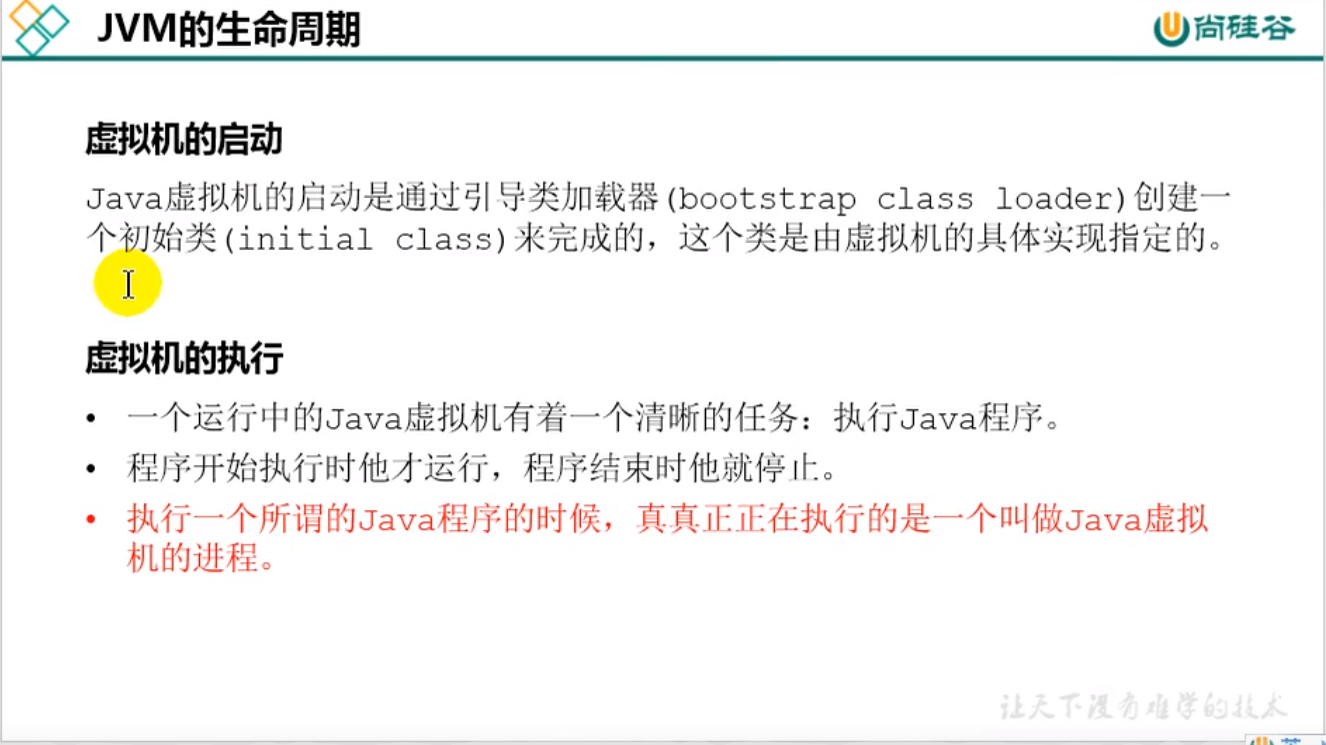 JVM的生命周期
尚硅谷
虚拟机的启动
Java虚拟机的启动是通过引导类加载器(bootstrap class loader)创建一
个初始类(initial class)来完成的，这个类是由虚拟机的具体实现指定的。
虚拟机的执行
• 一个运行中的Java虚拟机有着一个清晰的任务：执行Java程序。
• 程序开始执行时他才运行，程序结束时他就停止。
• 执行一个所谓的Java程序的时候，真真正正在执行的是一个叫做Java虚拟
机的进程。
让天下没有难学的技术